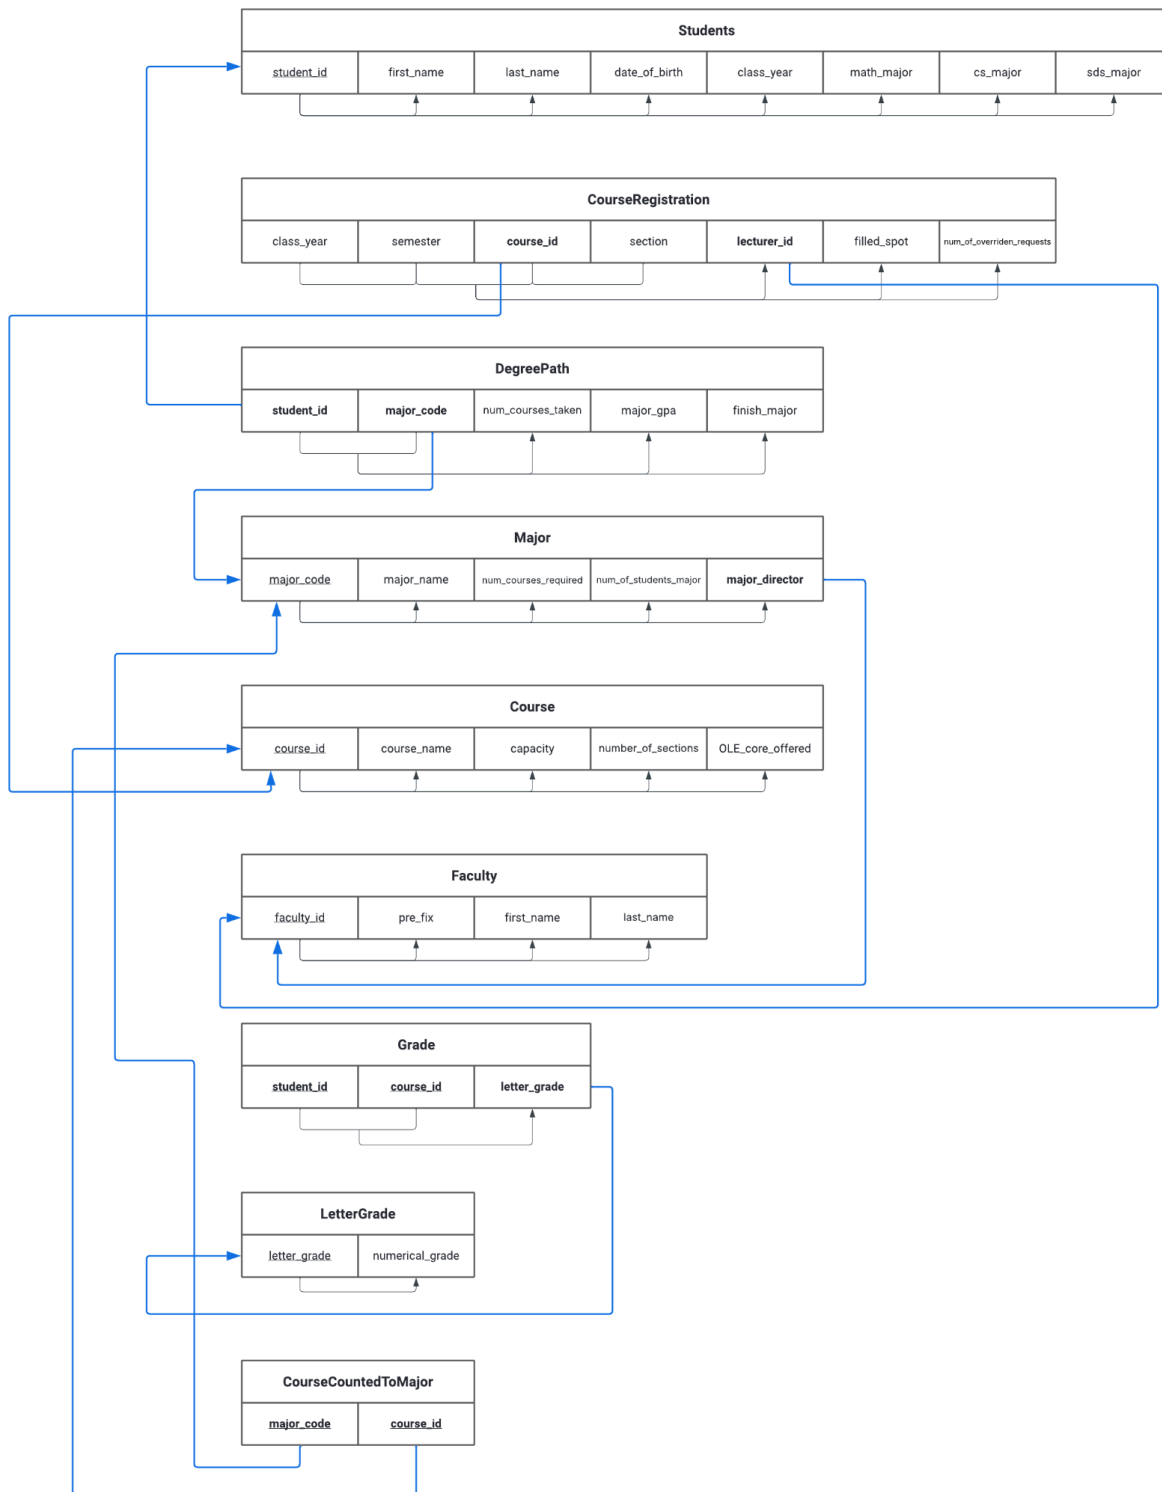 Students
student_id first_name last_name date_of_birth class_year math_major cs_major sds_major
CourseRegistration
class_year semester course_id section lecturer_id filled_spot num_of_overriden_requests
DegreePath
student_id major_code num_courses_taken major_gpa finish_major
Major
major_code major_name num_courses_required num_of_students_major major_director
Course
course_id course_name capacity number_of_sections OLE_core_offered
Faculty
faculty_id pre_fix first_name last_name
Grade
student_id course_id letter_grade
LetterGrade
letter_grade numerical_grade
CourseCountedToMajor
major_code course_id